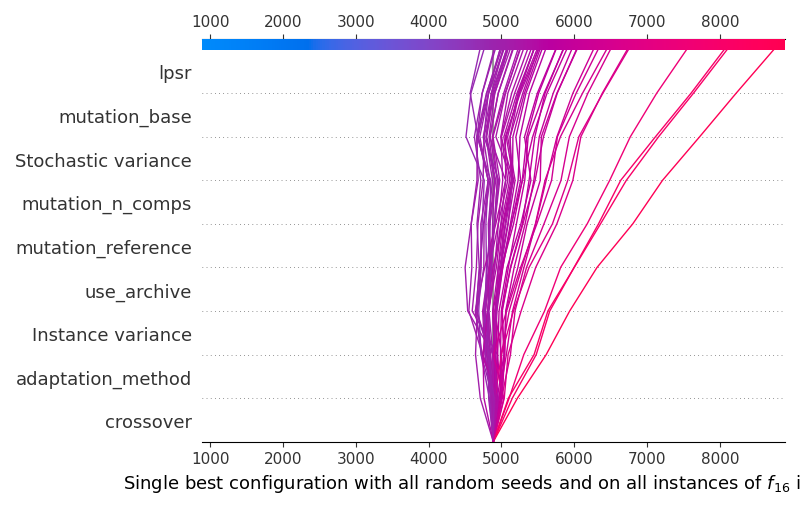 1000 2000 3000 4000 5000 6000 7000 8000
lpsr
mutation_base
Stochastic variance
mutation_n_comps
mutation_reference
use_archive
Instance variance
adaptation_method
crossover
1000 2000 3000 4000 5000 6000 7000 8000
Single best configuration with all random seeds and on all instances of f16 i